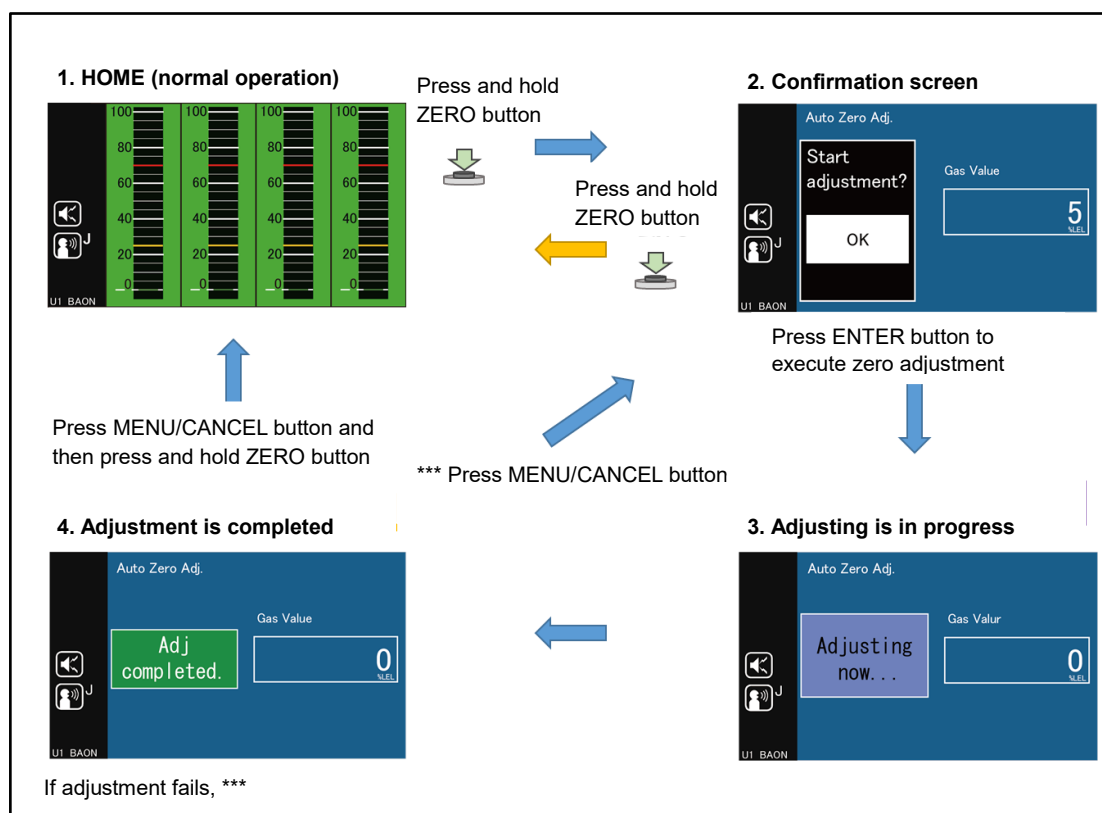 1. HOME (normal operation)
100 100 100 100
80 80 80 80
60 60 60 60
40 40 40 40
20 20 20 20
0 0 0 0
J
U1 BAON
Press and hold
ZERO button
Press and hold
ZERO button
2. Confirmation screen
Auto Zero Adj.
Start
adjustment?
OK
Gas Value
5
%LEL
J
U1 BAON
Press ENTER button to
execute zero adjustment
Press MENU/CANCEL button and
then press and hold ZERO button
*** Press MENU/CANCEL button
4. Adjustment is completed
Auto Zero Adj.
Adj
completed.
Gas Value
0
%LEL
J
U1 BAON
3. Adjusting is in progress
Auto Zero Adj.
Adjusting
now...
Gas Valur
0
%LEL
J
U1 BAON
If adjustment fails, ***